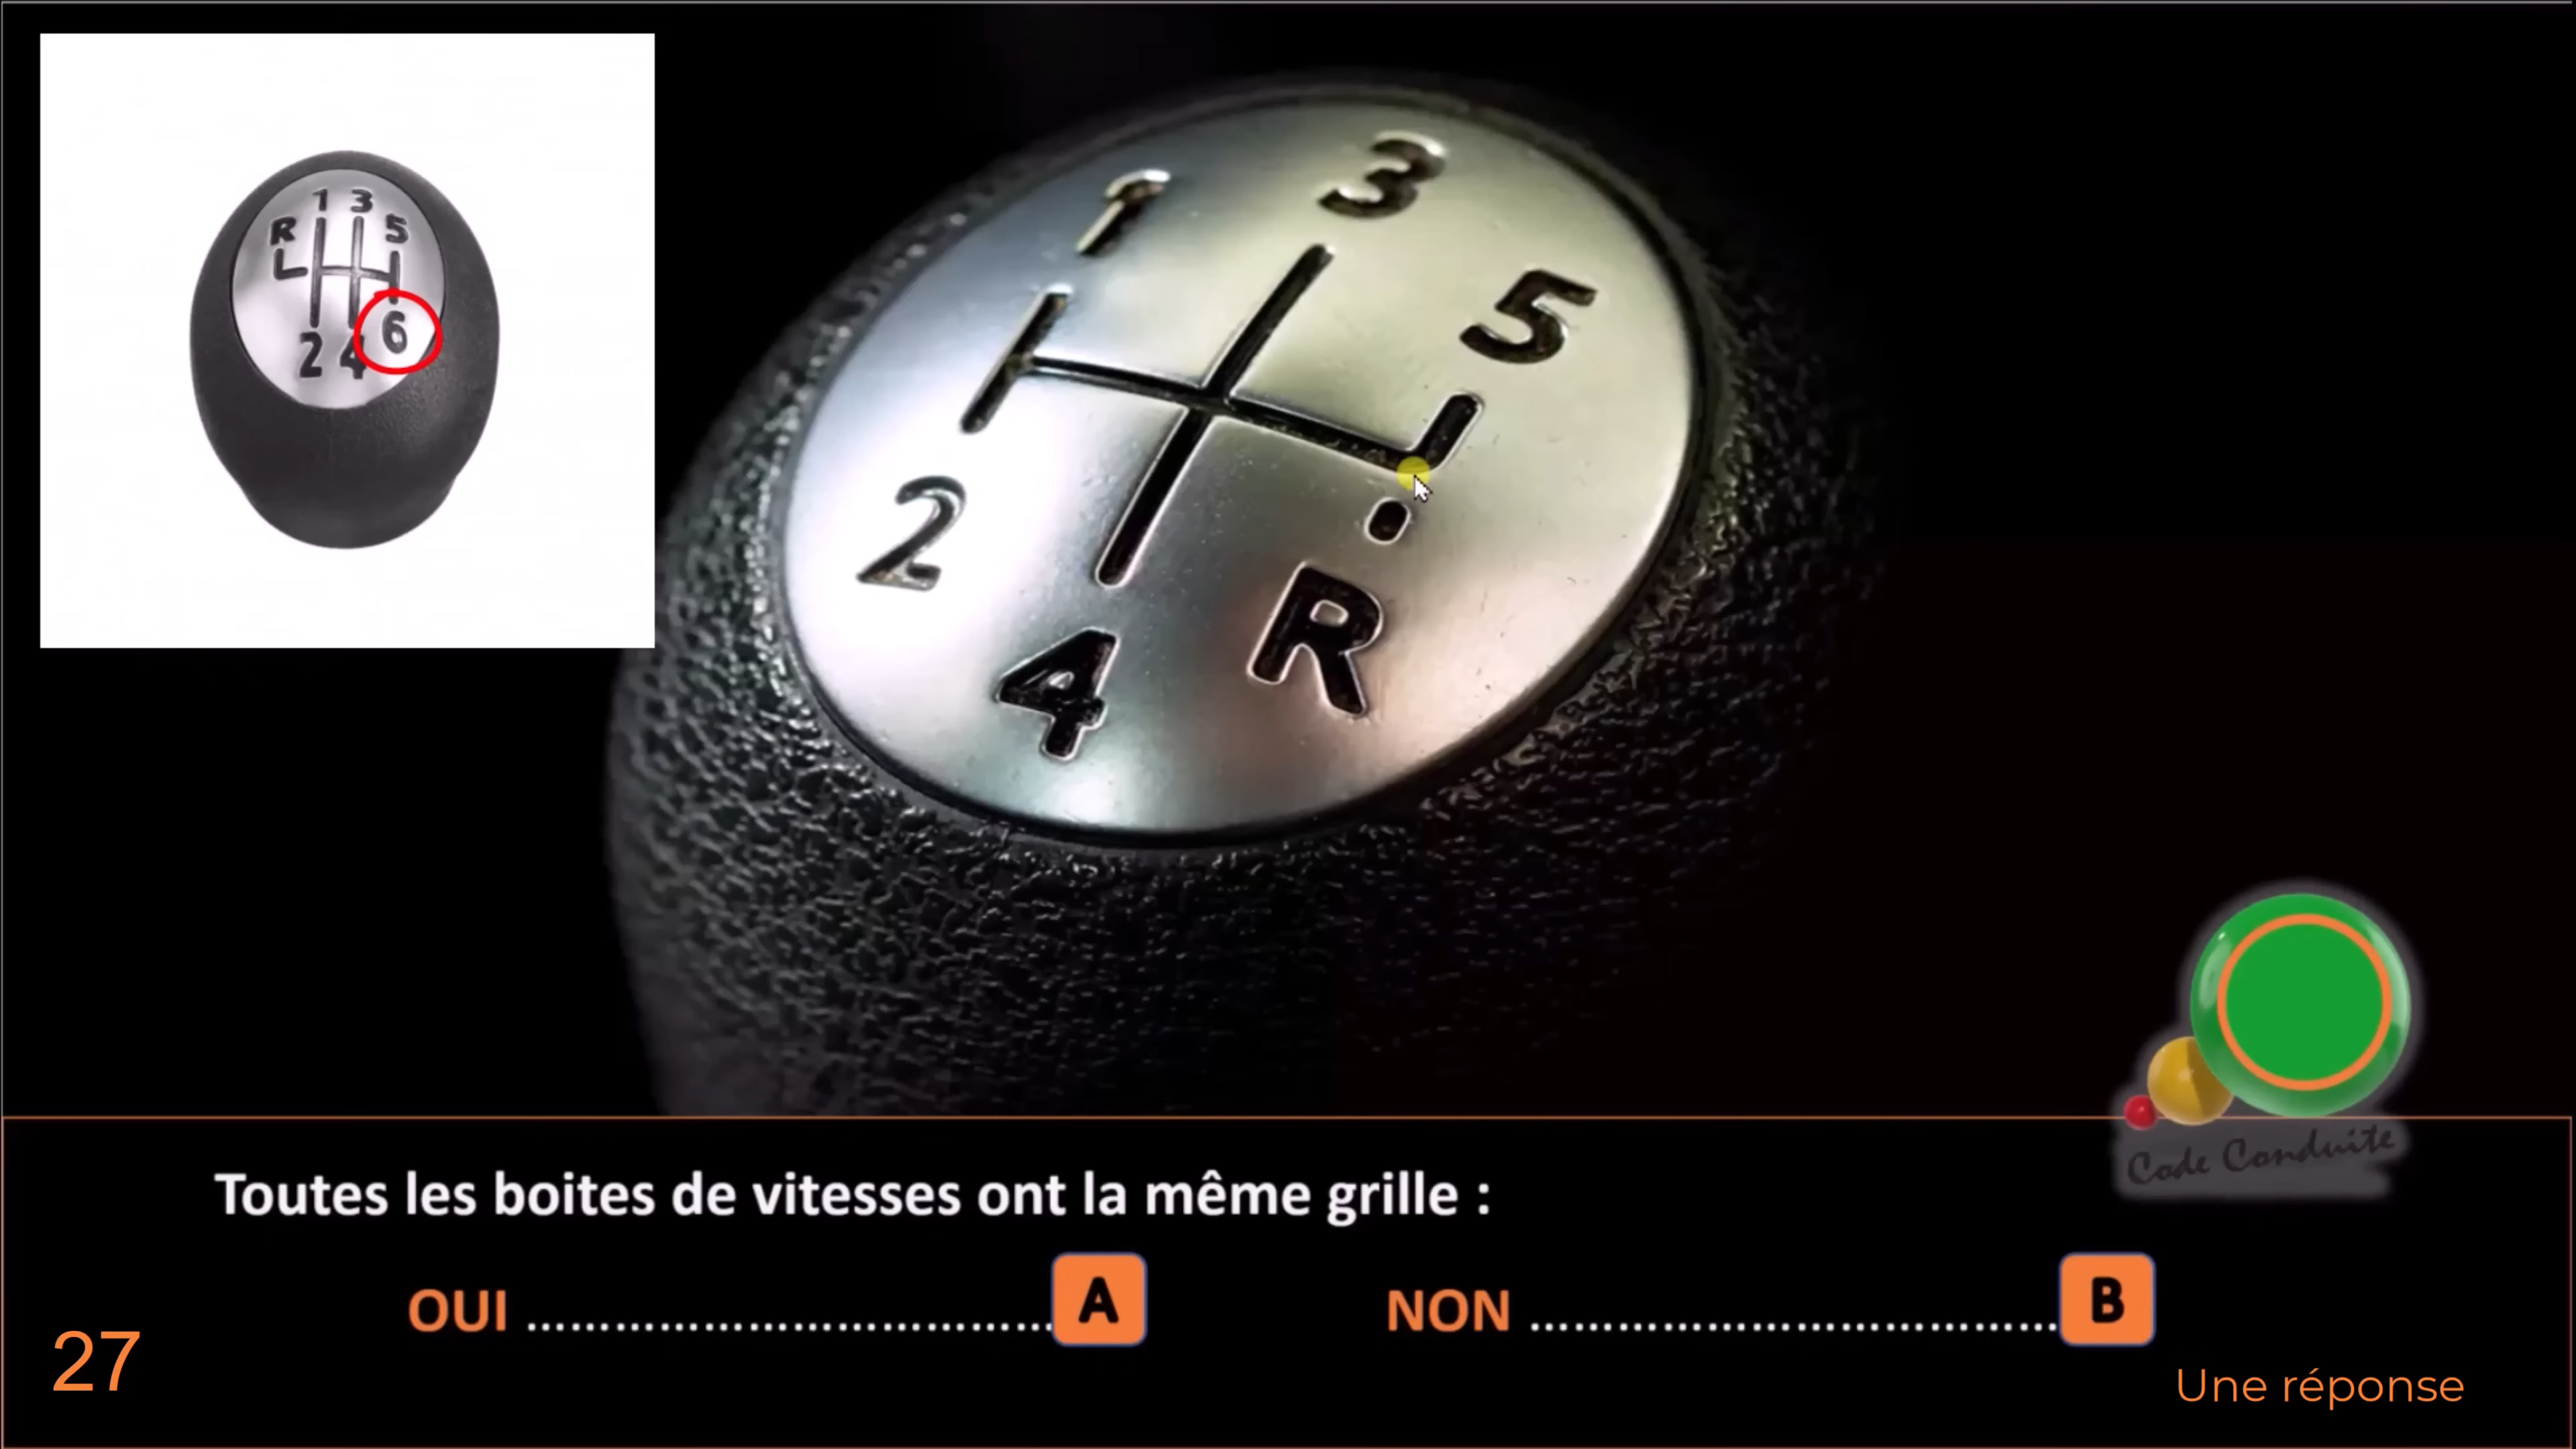 1 3
R 5
2 4 6
1 3
5
2
4 R
Code Conduite
Toutes les boites de vitesses ont la même grille :
OUI .................................... A NON .................................... B
27
Une réponse